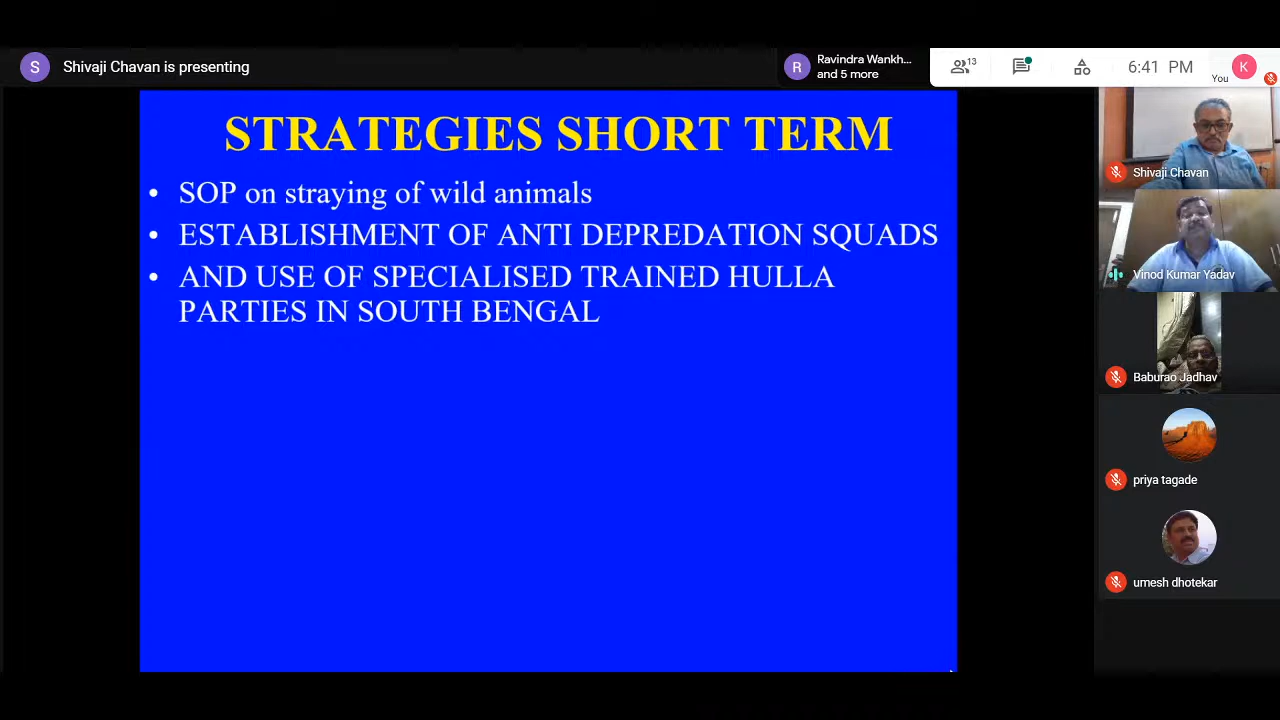 S
Shivaji Chavan is presenting
R
Ravindra Wankh...
and 5 more
13
6:41 PM
You
K
STRATEGIES SHORT TERM
• SOP on straying of wild animals
• ESTABLISHMENT OF ANTI DEPREDATION SQUADS
• AND USE OF SPECIALISED TRAINED HULLA
PARTIES IN SOUTH BENGAL
Shivaji Chavan
Vinod Kumar Yadav
Baburao Jadhav
priya tagade
umesh dhotekar